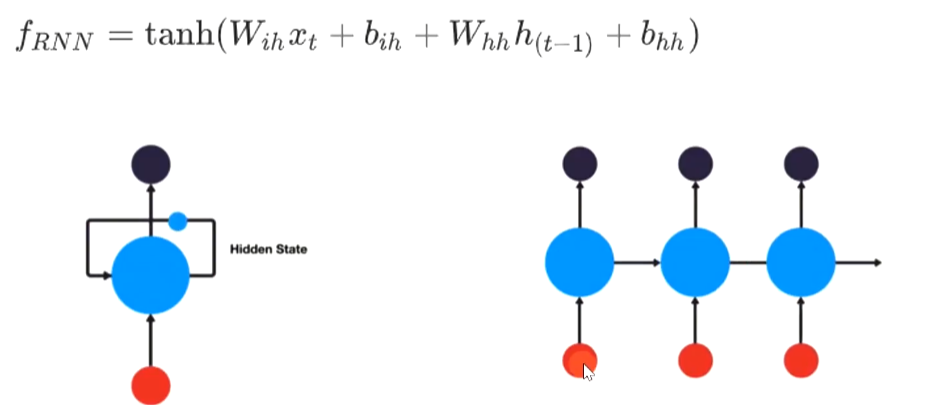 f_{RNN} = tanh(W_{ih}x_t + b_{ih} + W_{hh}h_{(t-1)} + b_{hh})
Hidden State